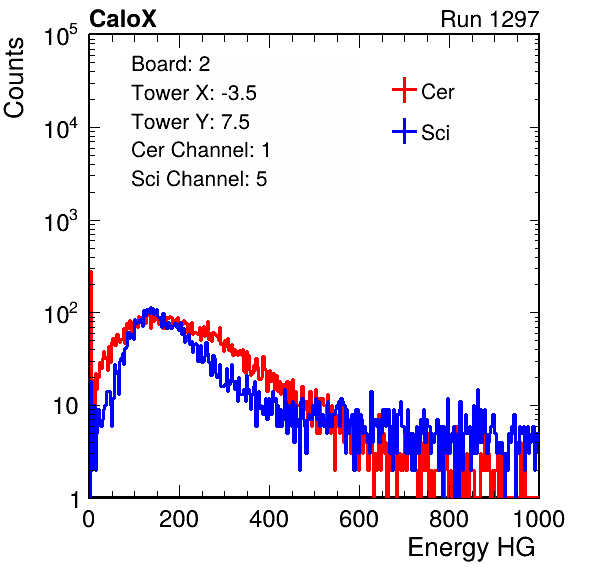 CaloX Run 1297
Counts
Board: 2
Tower X: -3.5
Tower Y: 7.5
Cer Channel: 1
Sci Channel: 5
Cer
Sci
10^5
10^4
10^3
10^2
10
1
0 200 400 600 800 1000
Energy HG